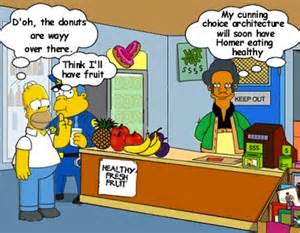 D'oh, the donuts
are wayy
over there.
Think I'll
have fruit
My cunning
choice architecture
will soon have
Homer eating
healthy
KEEP OUT
HEALTHY
FRESH
FRUIT
$$$